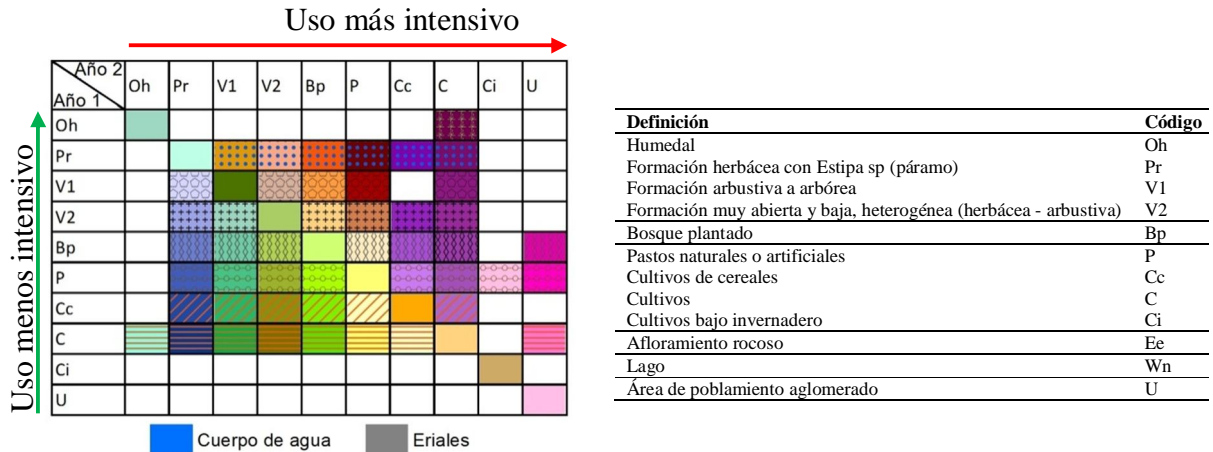 Uso más intensivo
Uso menos intensivo
Año 2
Año 1
Oh Pr V1 V2 Bp P Cc C Ci U
Oh
Pr
V1
V2
Bp
P
Cc
C
Ci
U
Cuerpo de agua Eriales
Definición Código
Humedal Oh
Formación herbácea con Estipa sp (páramo) Pr
Formación arbustiva a arbórea V1
Formación muy abierta y baja, heterogénea (herbácea - arbustiva) V2
Bosque plantado Bp
Pastos naturales o artificiales P
Cultivos de cereales Cc
Cultivos C
Cultivos bajo invernadero Ci
Afloramiento rocoso Ee
Lago Wn
Área de poblamiento aglomerado U